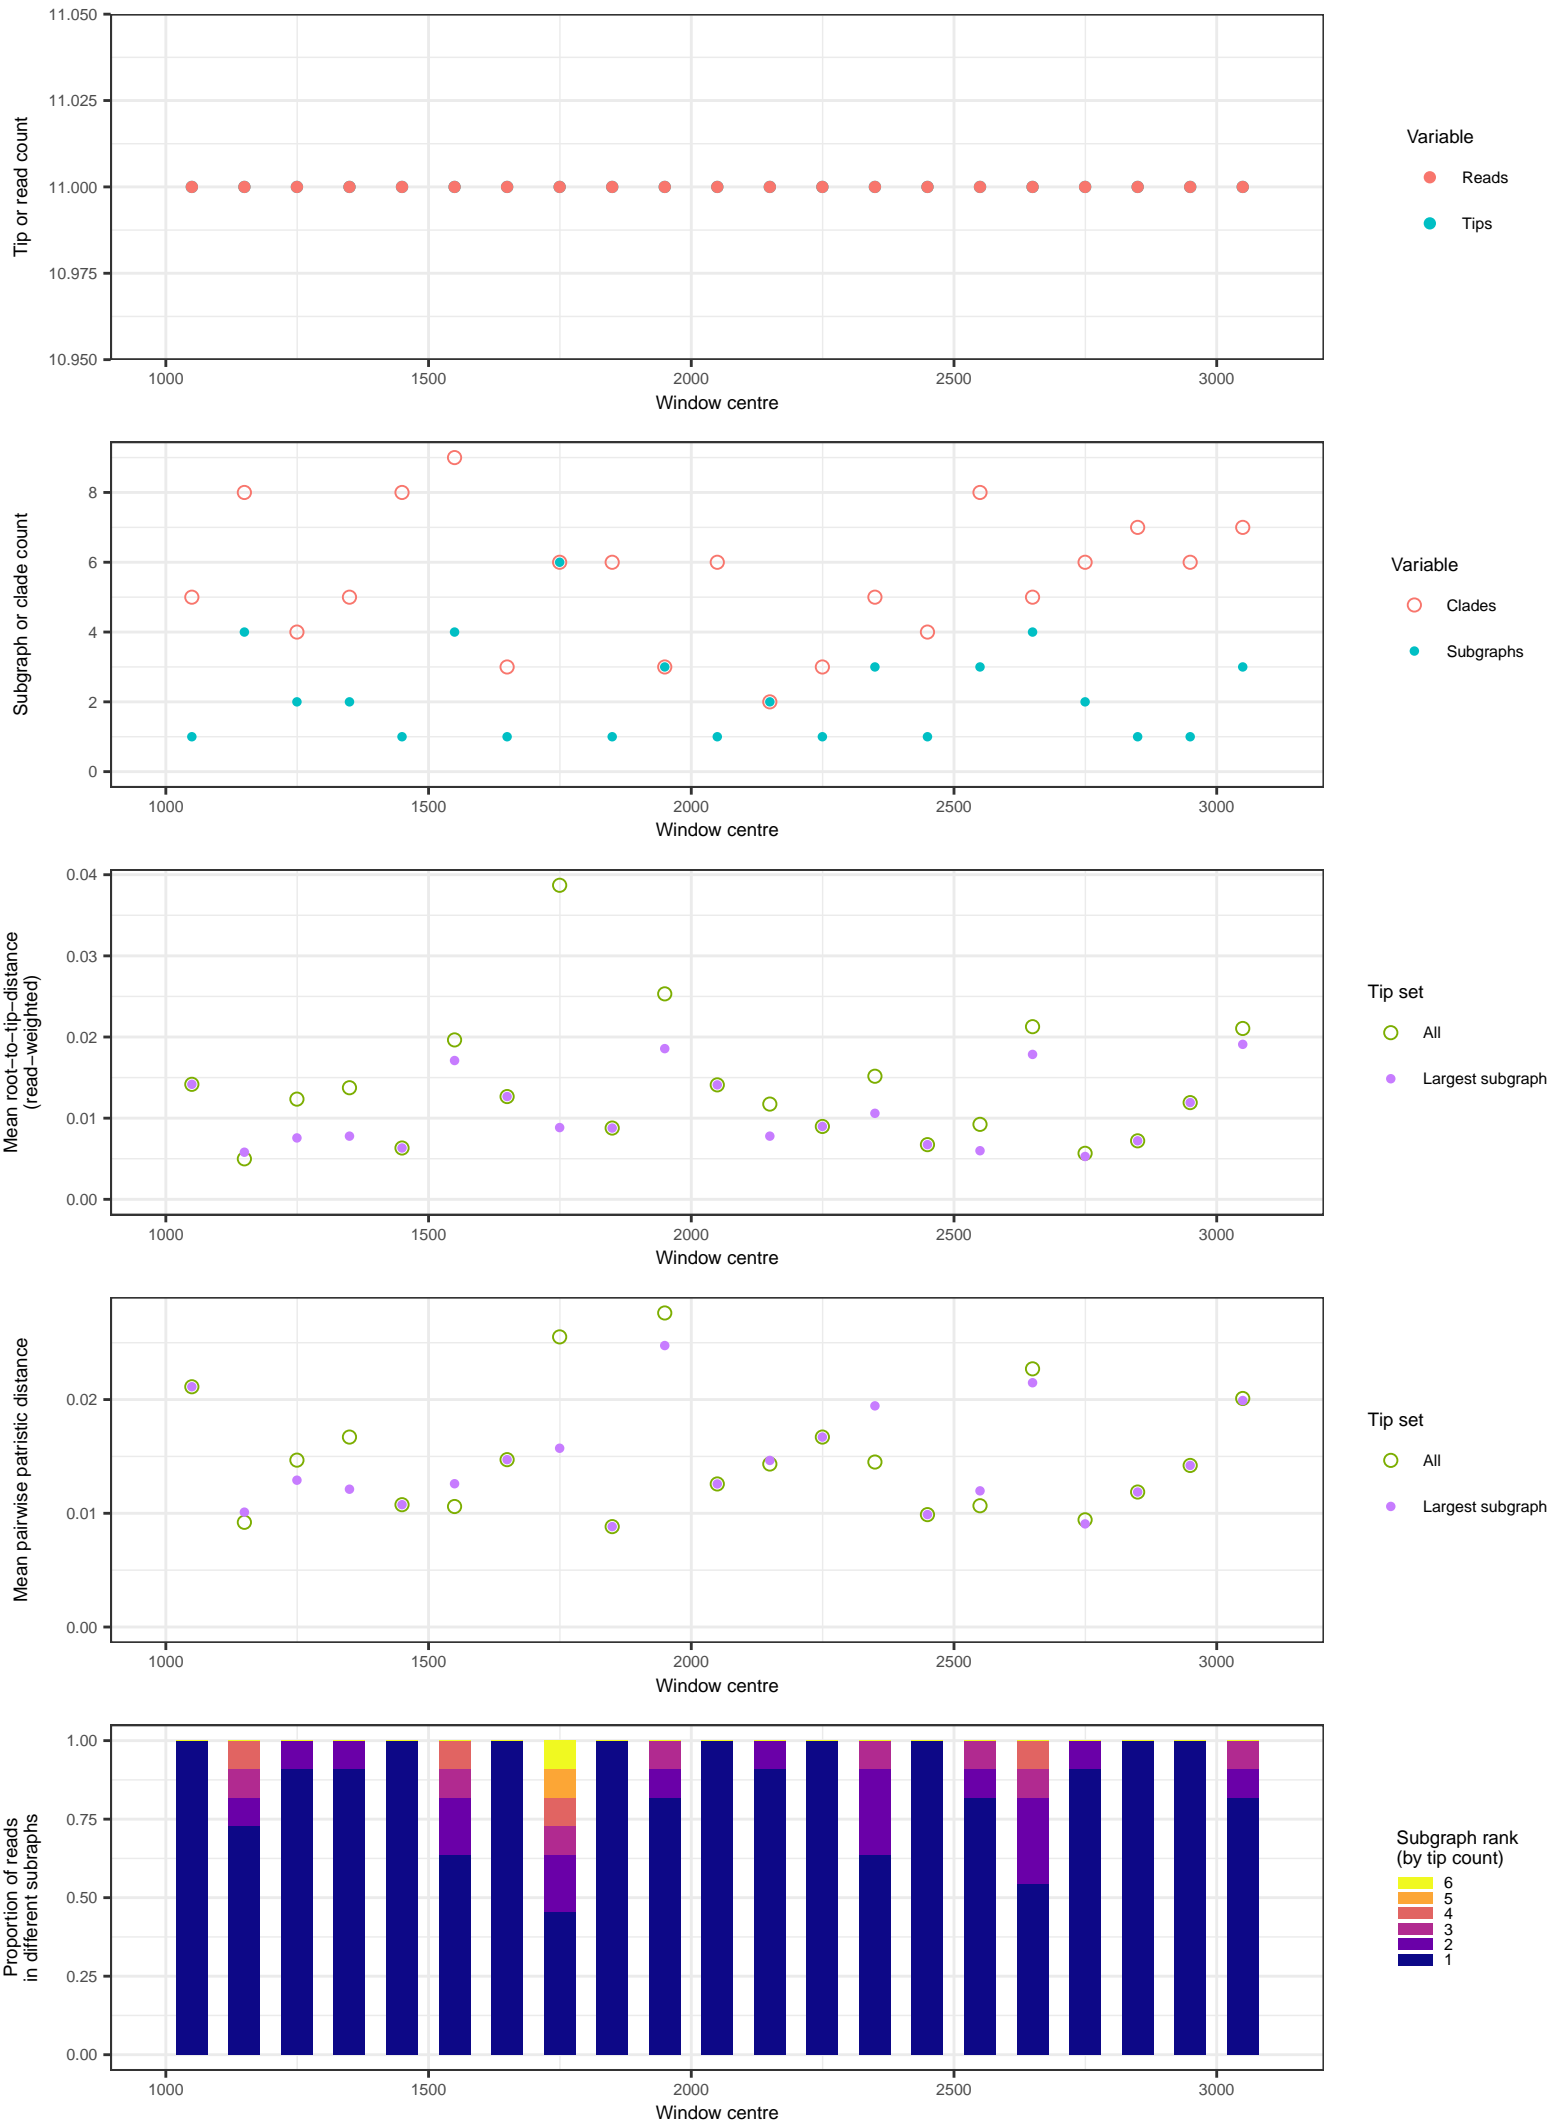 11.050
11.025
11.000
10.975
10.950
Tip or read count
1000 1500 2000 2500 3000
Window centre
Variable
Reads
Tips
8
6
4
2
0
Subgraph or clade count
1000 1500 2000 2500 3000
Window centre
Variable
Clades
Subgraphs
0.04
0.03
0.02
0.01
0.00
Mean root−to−tip−distance
(read−weighted)
1000 1500 2000 2500 3000
Window centre
Tip set
All
Largest subgraph
0.02
0.01
0.00
Mean pairwise patristic distance
1000 1500 2000 2500 3000
Window centre
Tip set
All
Largest subgraph
1.00
0.75
0.50
0.25
0.00
Proportion of reads
in different subraphs
1000 1500 2000 2500 3000
Window centre
Subgraph rank
(by tip count)
6
5
4
3
2
1